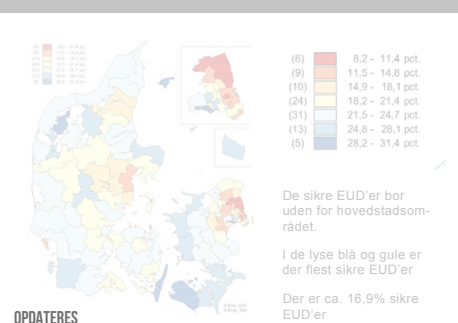 (6) 8,2 - 11,4 pct.
(9) 11,5 - 14,8 pct.
(10) 14,9 - 18,1 pct.
(24) 18,2 - 21,4 pct.
(31) 21,5 - 24,7 pct.
(13) 24,8 - 28,1 pct.
(5) 28,2 - 31,4 pct.
De sikre EUD'er bor
uden for hovedstadsom-
rådet.
I de lyse blå og gule er
der flest sikre EUD'er
Der er ca. 16,9% sikre
EUD'er
OPDATERES